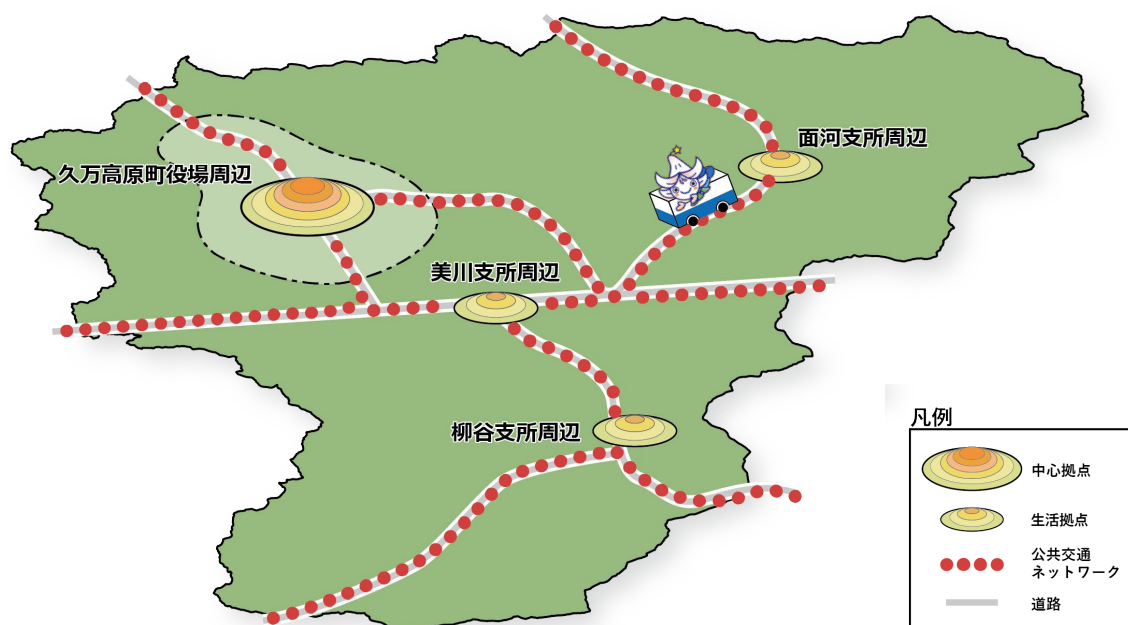 面河支所周辺
久万高原町役場周辺
美川支所周辺
柳谷支所周辺
凡例
中心拠点
生活拠点
公共交通
ネットワーク
道路